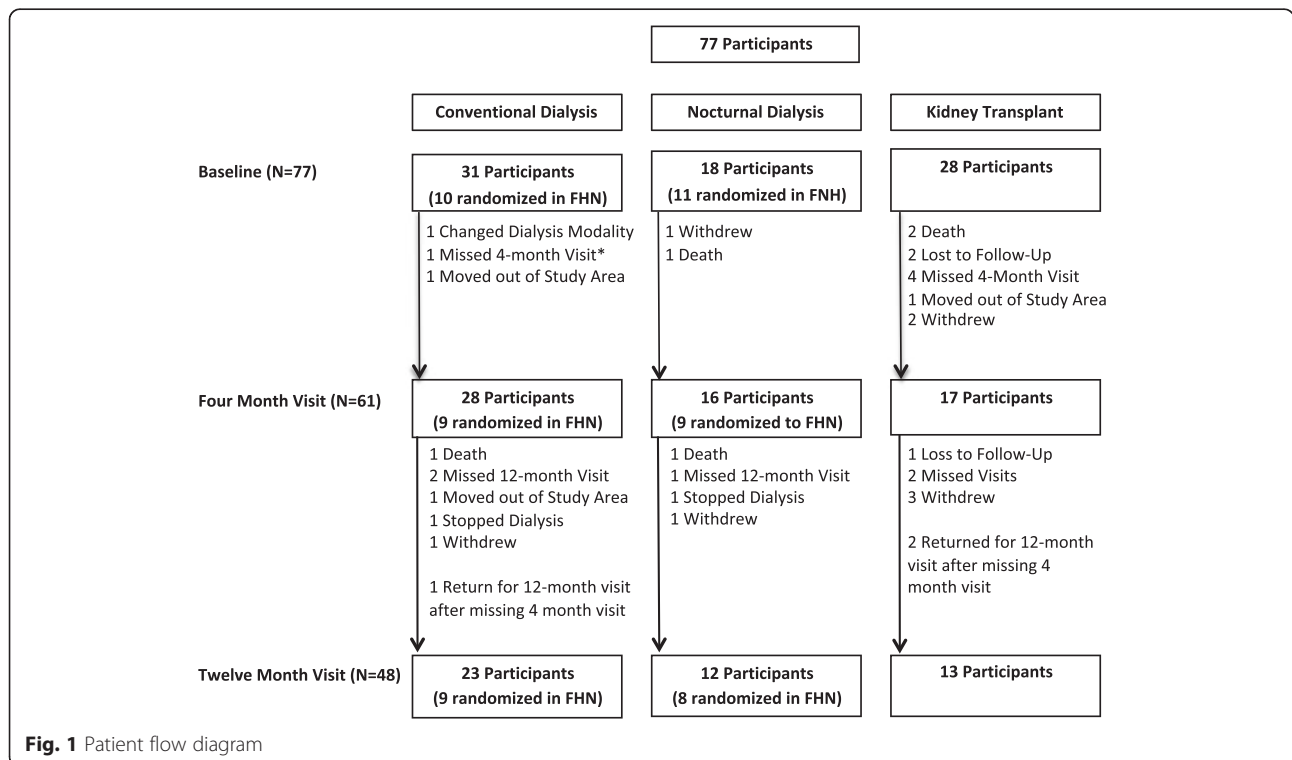 77 Participants
Conventional Dialysis
Nocturnal Dialysis
Kidney Transplant
Baseline (N=77)
31 Participants
(10 randomized in FHN)
18 Participants
(11 randomized in FNH)
28 Participants
1 Changed Dialysis Modality
1 Missed 4-month Visit*
1 Moved out of Study Area
1 Withdrew
1 Death
2 Death
2 Lost to Follow-Up
4 Missed 4-Month Visit
1 Moved out of Study Area
2 Withdrew
Four Month Visit (N=61)
28 Participants
(9 randomized in FHN)
16 Participants
(9 randomized to FHN)
17 Participants
1 Death
2 Missed 12-month Visit
1 Moved out of Study Area
1 Stopped Dialysis
1 Withdrew
1 Return for 12-month visit
after missing 4 month visit
1 Death
1 Missed 12-month Visit
1 Stopped Dialysis
1 Withdrew
1 Loss to Follow-Up
2 Missed Visits
3 Withdrew
2 Returned for 12-month
visit after missing 4
month visit
Twelve Month Visit (N=48)
23 Participants
(9 randomized in FHN)
12 Participants
(8 randomized in FHN)
13 Participants
Fig. 1 Patient flow diagram